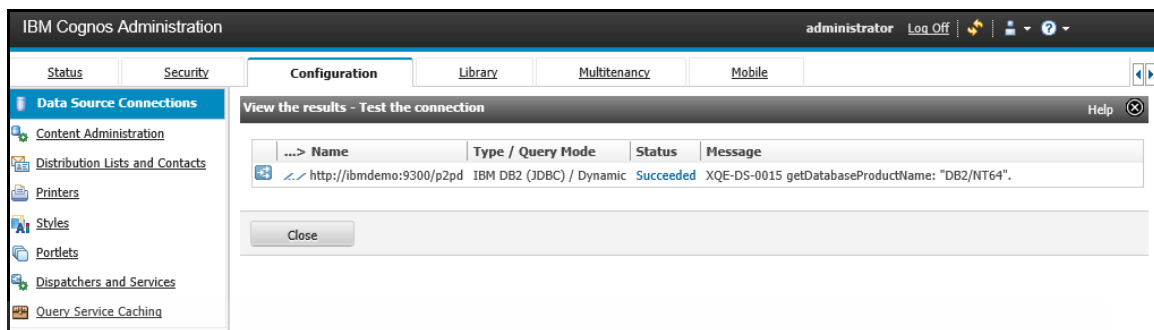 IBM Cognos Administration
administrator Log Off
Status Security Configuration Library Multitenancy Mobile
Data Source Connections
Content Administration
Distribution Lists and Contacts
Printers
Styles
Portlets
Dispatchers and Services
Query Service Caching
View the results - Test the connection Help
...> Name Type / Query Mode Status Message
http://ibmdemo:9300/p2pd IBM DB2 (JDBC) / Dynamic Succeeded XQE-DS-0015 getDatabaseProductName: "DB2/NT64".
Close